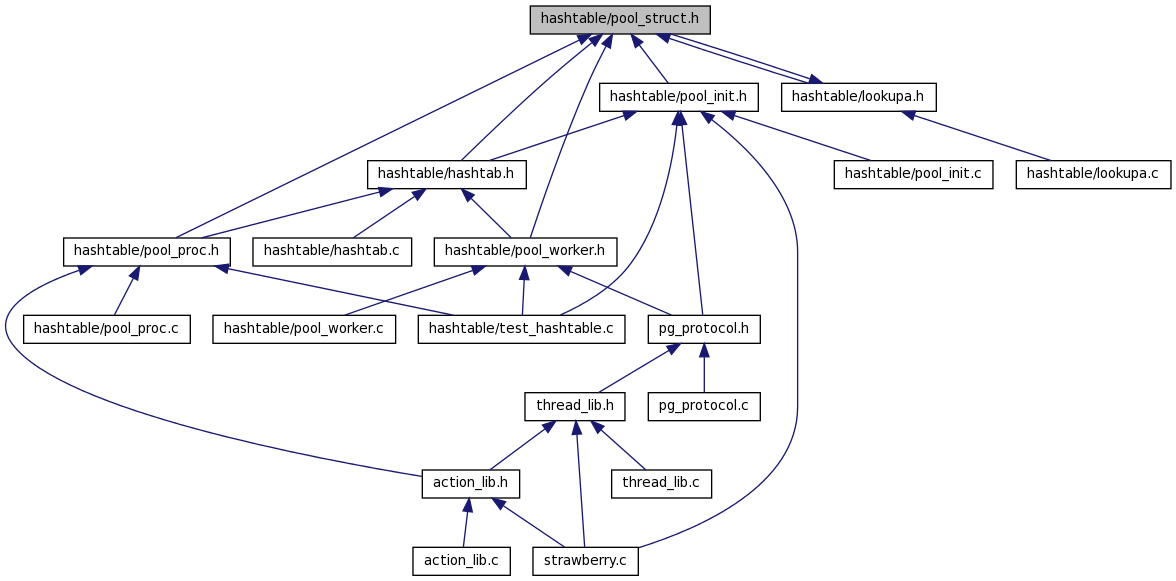 hashtable/pool_struct.h
hashtable/pool_init.h
hashtable/lookupa.h
hashtable/hashtab.h
hashtable/pool_init.c
hashtable/lookupa.c
hashtable/pool_proc.h
hashtable/hashtab.c
hashtable/pool_worker.h
hashtable/pool_proc.c
hashtable/pool_worker.c
hashtable/test_hashtable.c
pg_protocol.h
thread_lib.h
pg_protocol.c
action_lib.h
thread_lib.c
action_lib.c
strawberry.c